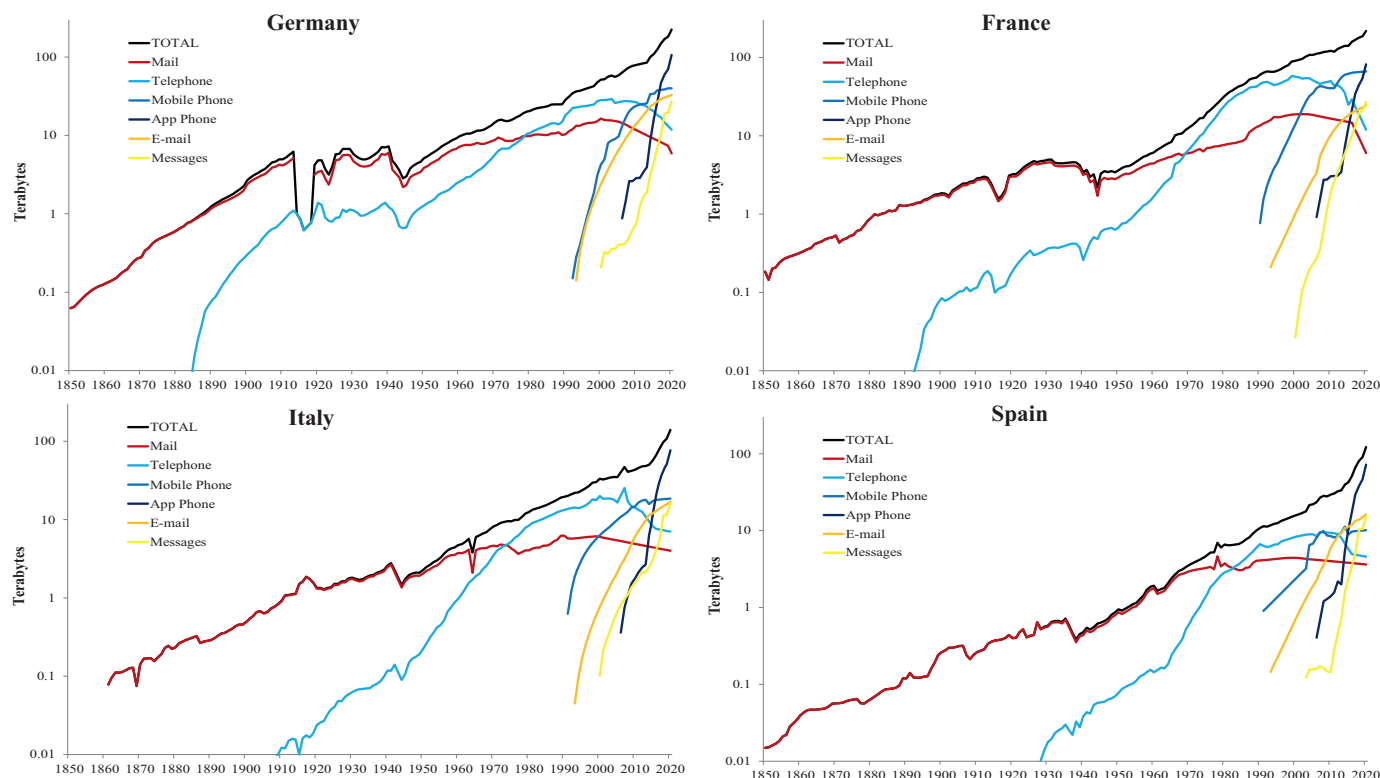 Germany
TOTAL
Mail
Telephone
Mobile Phone
App Phone
E-mail
Messages
Terabytes
100
10
1
0.1
0.01
1850 1860 1870 1880 1890 1900 1910 1920 1930 1940 1950 1960 1970 1980 1990 2000 2010 2020
France
TOTAL
Mail
Telephone
Mobile Phone
App Phone
E-mail
Messages
Terabytes
100
10
1
0.1
0.01
1850 1860 1870 1880 1890 1900 1910 1920 1930 1940 1950 1960 1970 1980 1990 2000 2010 2020
Italy
TOTAL
Mail
Telephone
Mobile Phone
App Phone
E-mail
Messages
Terabytes
100
10
1
0.1
0.01
1850 1860 1870 1880 1890 1900 1910 1920 1930 1940 1950 1960 1970 1980 1990 2000 2010 2020
Spain
TOTAL
Mail
Telephone
Mobile Phone
App Phone
E-mail
Messages
Terabytes
100
10
1
0.1
0.01
1850 1860 1870 1880 1890 1900 1910 1920 1930 1940 1950 1960 1970 1980 1990 2000 2010 2020